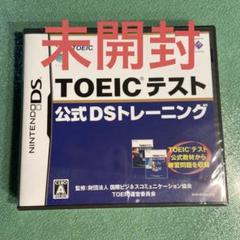 未開封
TOEIC
TOEIC®テスト
公式DSトレーニング
NINTENDO DS
TOEIC®テスト
公式教材から
練習問題を収録
CERO
A
監修:財団法人 国際ビジネスコミュニケーション協会
TOEIC運営委員会